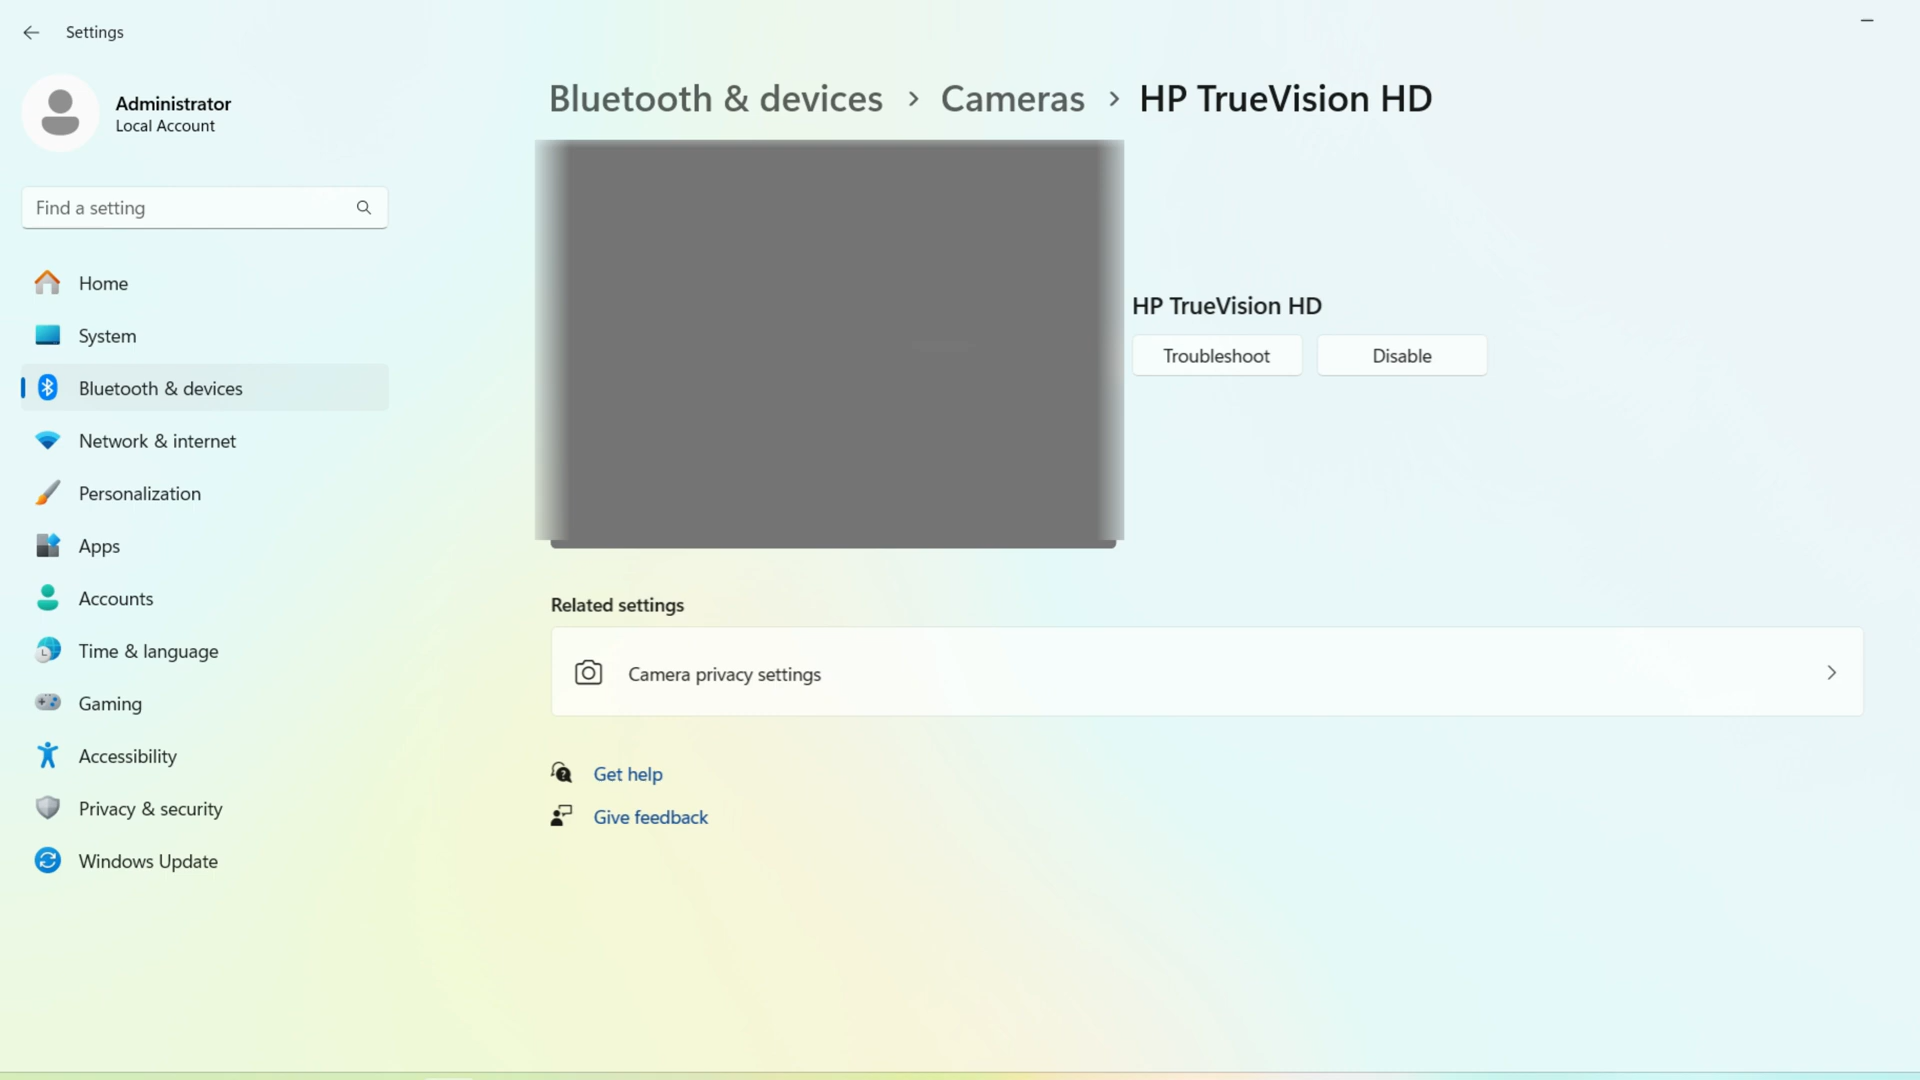 Settings
Administrator
Local Account
Find a setting
Home
System
Bluetooth & devices
Network & internet
Personalization
Apps
Accounts
Time & language
Gaming
Accessibility
Privacy & security
Windows Update
Bluetooth & devices > Cameras > HP TrueVision HD
HP TrueVision HD
Troubleshoot Disable
Related settings
Camera privacy settings
Get help
Give feedback